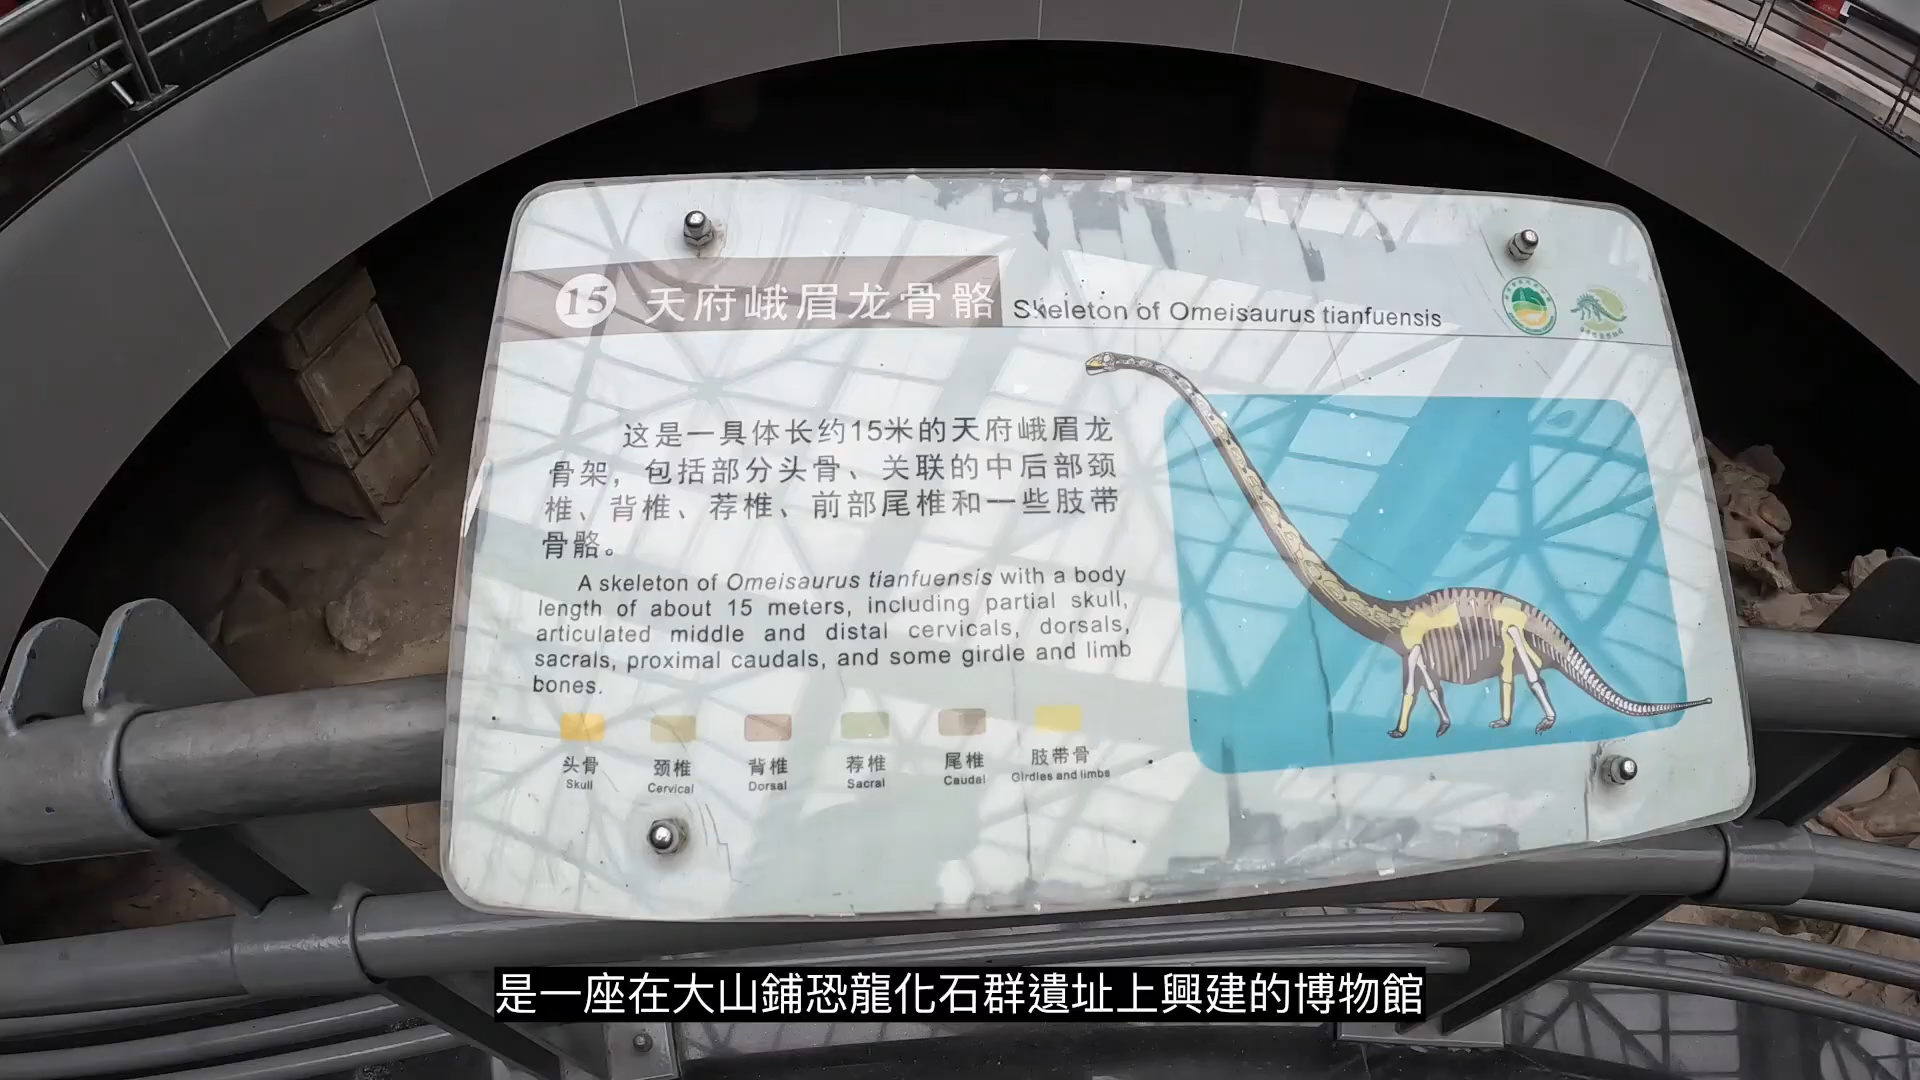 15 天府峨眉龙骨骼 Skeleton of Omeisaurus tianfuensis
这是一具体长约15米的天府峨眉龙
骨架，包括部分头骨、关联的中后部颈
椎、背椎、荐椎、前部尾椎和一些肢带
骨骼。
A skeleton of Omeisaurus tianfuensis with a body
length of about 15 meters, including partial skull,
articulated middle and distal cervicals, dorsals,
sacrals, proximal caudals, and some girdle and limb
bones.
头骨 颈椎 背椎 荐椎 尾椎 肢带骨
Skull Cervical Dorsal Sacral Caudal Girdles and limbs
是一座在大山鋪恐龍化石群遺址上興建的博物館